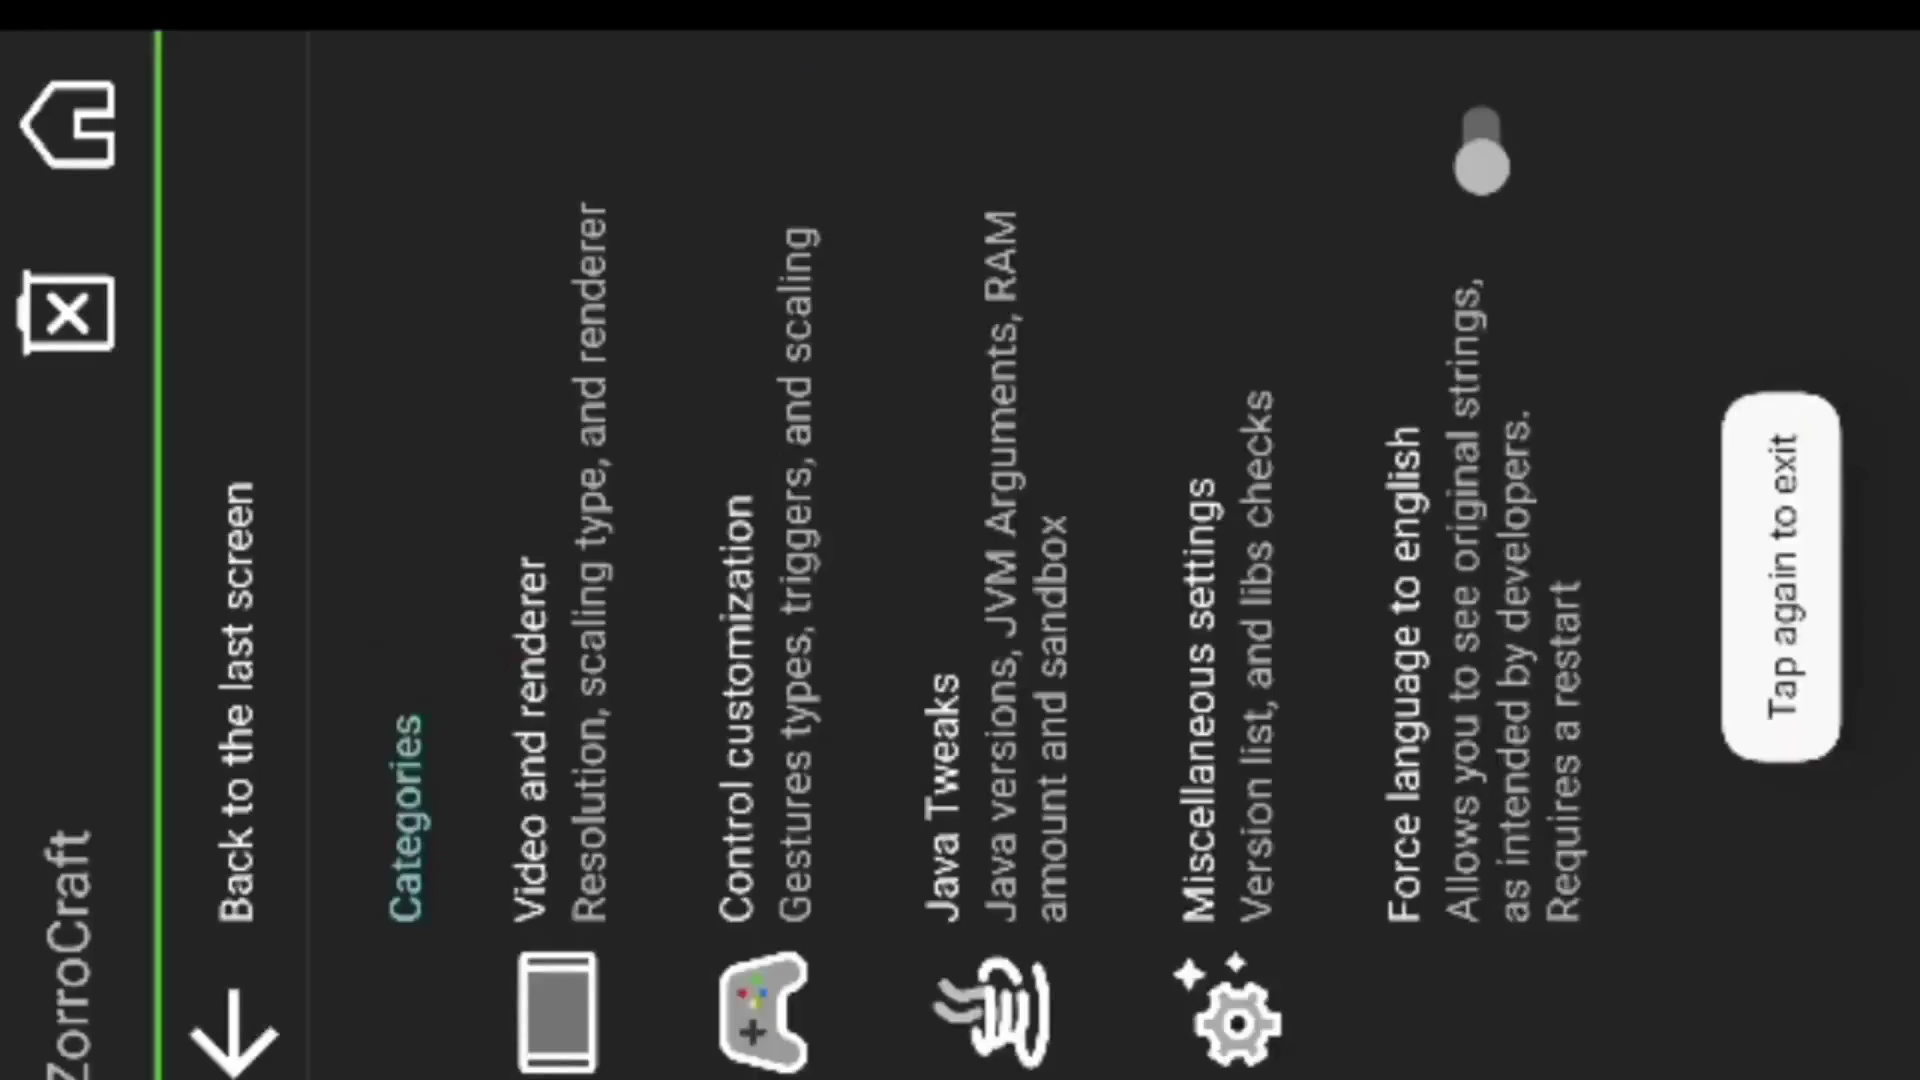 ZorroCraft
Back to the last screen
Categories
Video and renderer
Resolution, scaling type, and renderer
Control customization
Gestures types, triggers, and scaling
Java Tweaks
Java versions, JVM Arguments, RAM
amount and sandbox
Miscellaneous settings
Version list, and libs checks
Force language to english
Allows you to see original strings,
as intended by developers.
Requires a restart
Tap again to exit